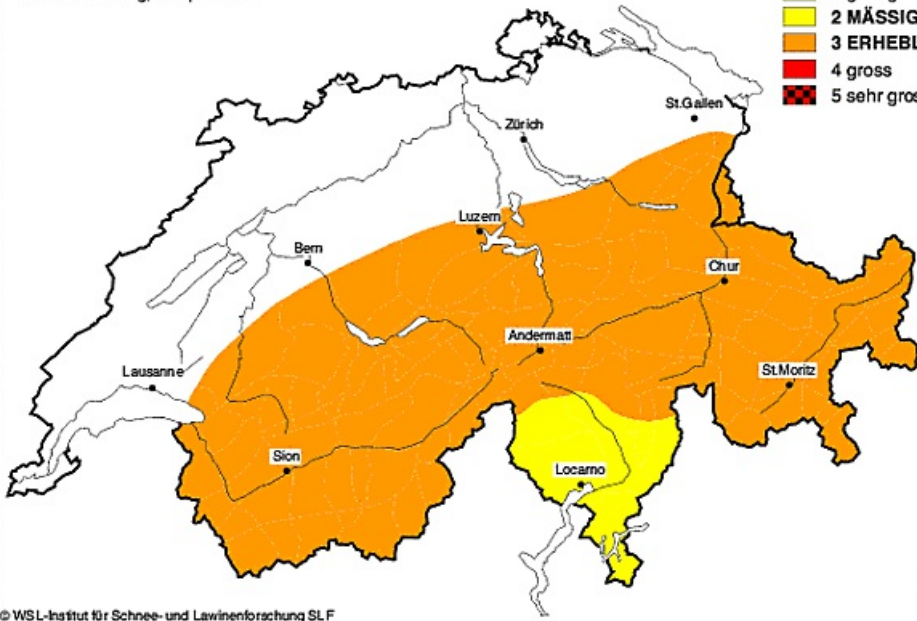 2 MÄSSIG
3 ERHEBL
4 gross
5 sehr gros
St.Gallen
Zürich
Luzern
Bern
Chur
Andermatt
Lausanne
St.Moritz
Sion
Locarno
© WSL-Institut für Schnee- und Lawinenforschung SLF